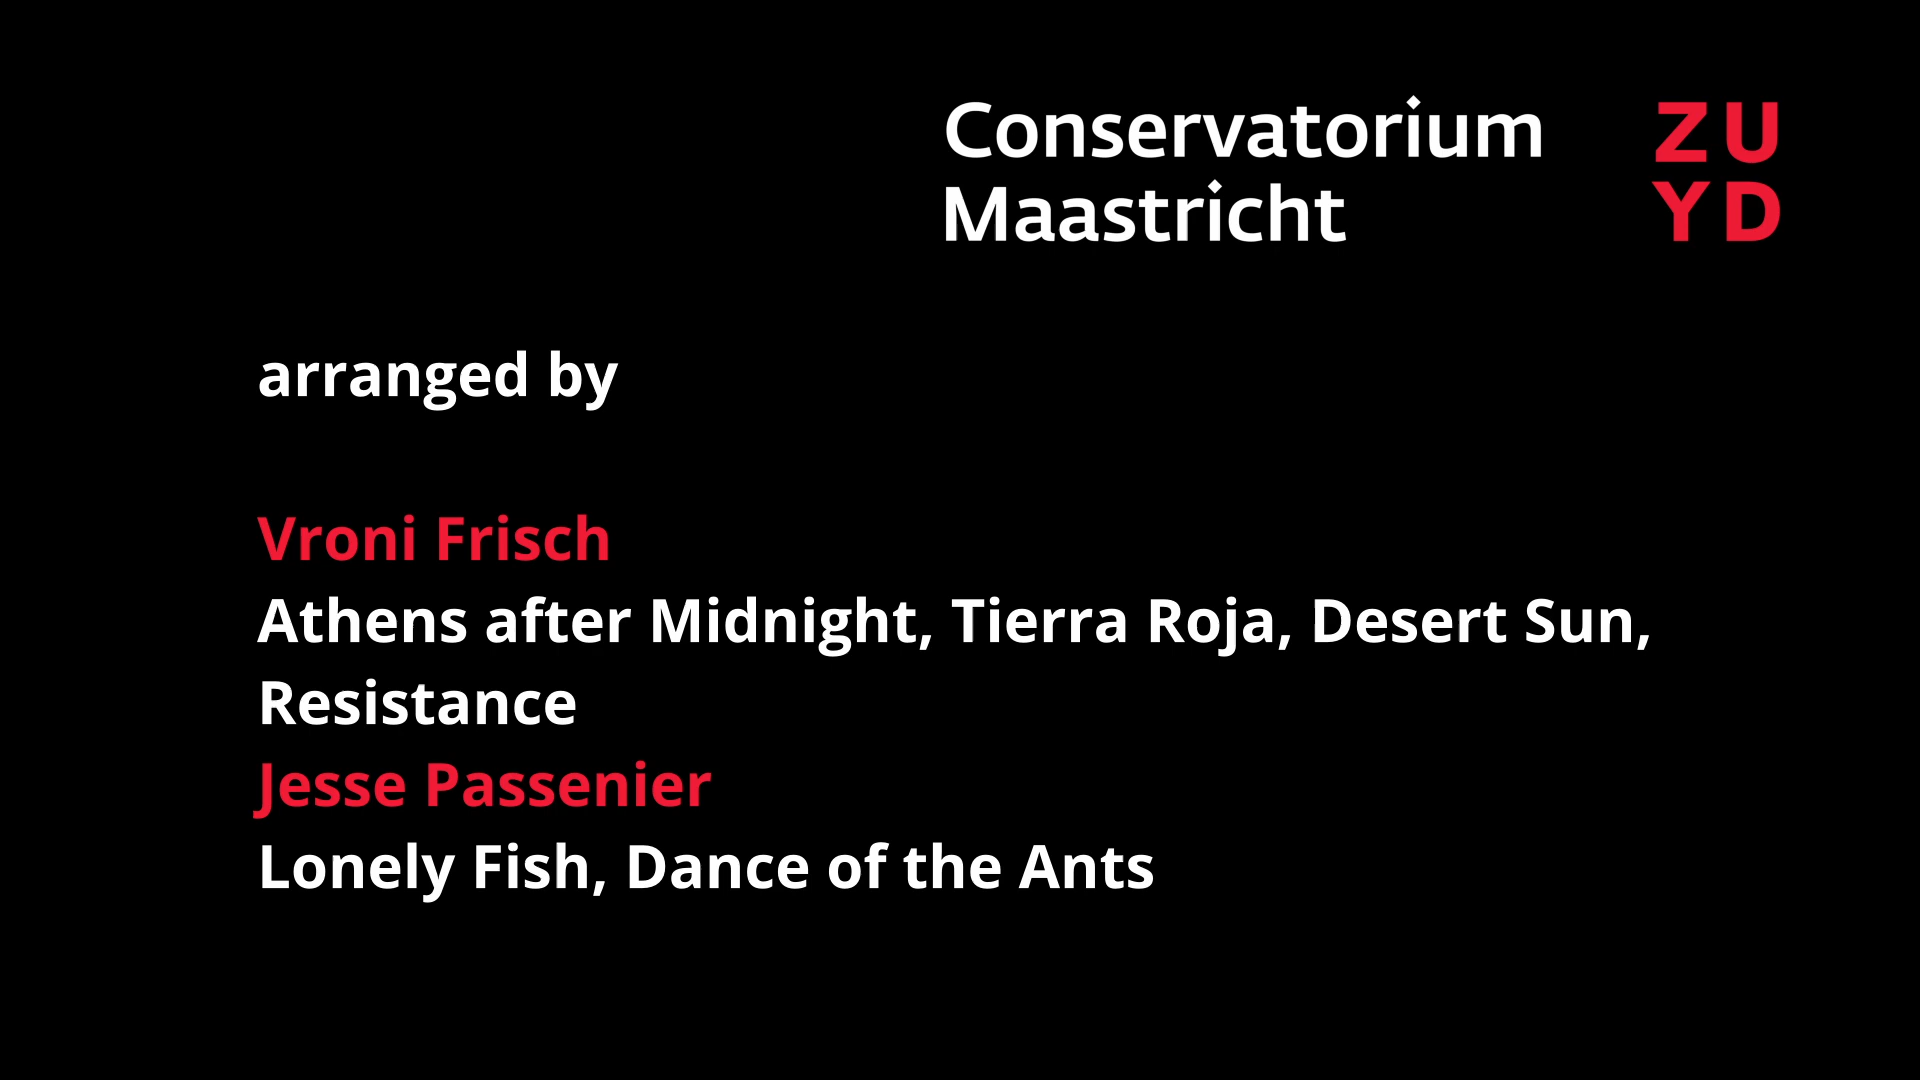 Conservatorium
Maastricht
ZU
YD
arranged by
Vroni Frisch
Athens after Midnight, Tierra Roja, Desert Sun,
Resistance
Jesse Passenier
Lonely Fish, Dance of the Ants